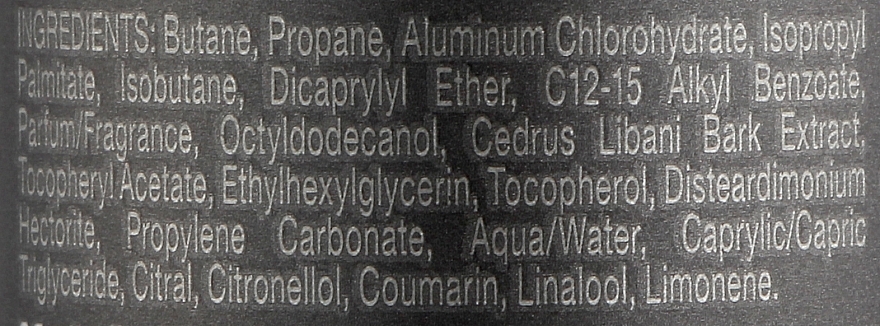 INGREDIENTS: Butane, Propane, Aluminum Chlorohydrate, Isopropyl
Palmitate, Isobutane, Dicaprylyl Ether, C12-15 Alkyl Benzoate,
Parfum/Fragrance, Octyldodecanol, Cedrus Libani Bark Extract.
Tocopheryl Acetate, Ethylhexylglycerin, Tocopherol, Disteardimonium
Hectorite, Propylene Carbonate, Aqua/Water, Caprylic/Capric
Triglyceride, Citral, Citronellol, Coumarin, Linalool, Limonene.